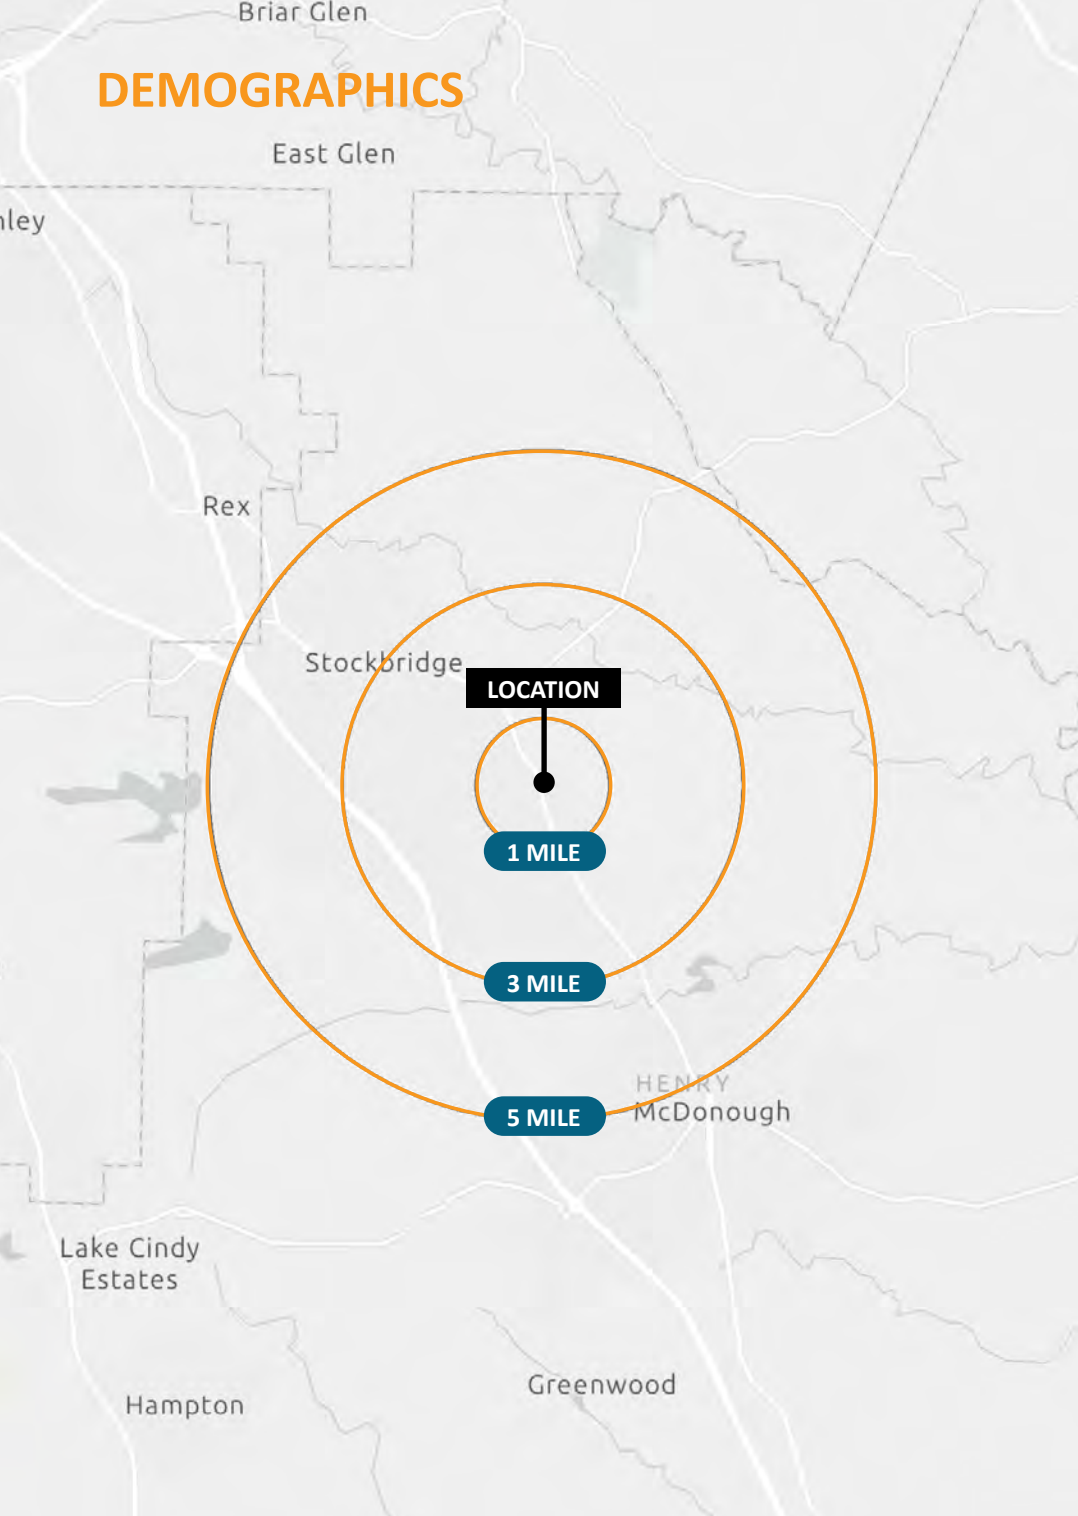 Briar Glen
DEMOGRAPHICS
East Glen
Rex
Stockbridge
LOCATION
1 MILE
3 MILE
HENRY
McDonough
5 MILE
Lake Cindy
Estates
Greenwood
Hampton